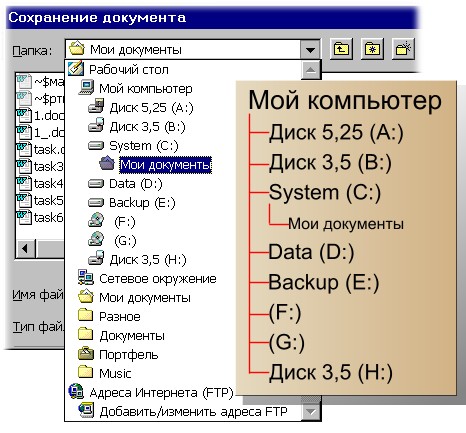 Сохранение документа
Папка:
Мои документы
~$ма
~$рт
1.doc
1_.doc
task.c
task3
task4
task5
task6
Имя фай
Тип фай
Рабочий стол
Мой компьютер
Диск 5,25 (A:)
Диск 3,5 (B:)
System (C:)
Мои документы
Data (D:)
Backup (E:)
(F:)
(G:)
Диск 3,5 (H:)
Сетевое окружение
Мои документы
Разное
Документы
Портфель
Music
Адреса Интернета (FTP)
Добавить/изменить адреса FTP
Мой компьютер
Диск 5,25 (A:)
Диск 3,5 (B:)
System (C:)
Мои документы
Data (D:)
Backup (E:)
(F:)
(G:)
Диск 3,5 (H:)